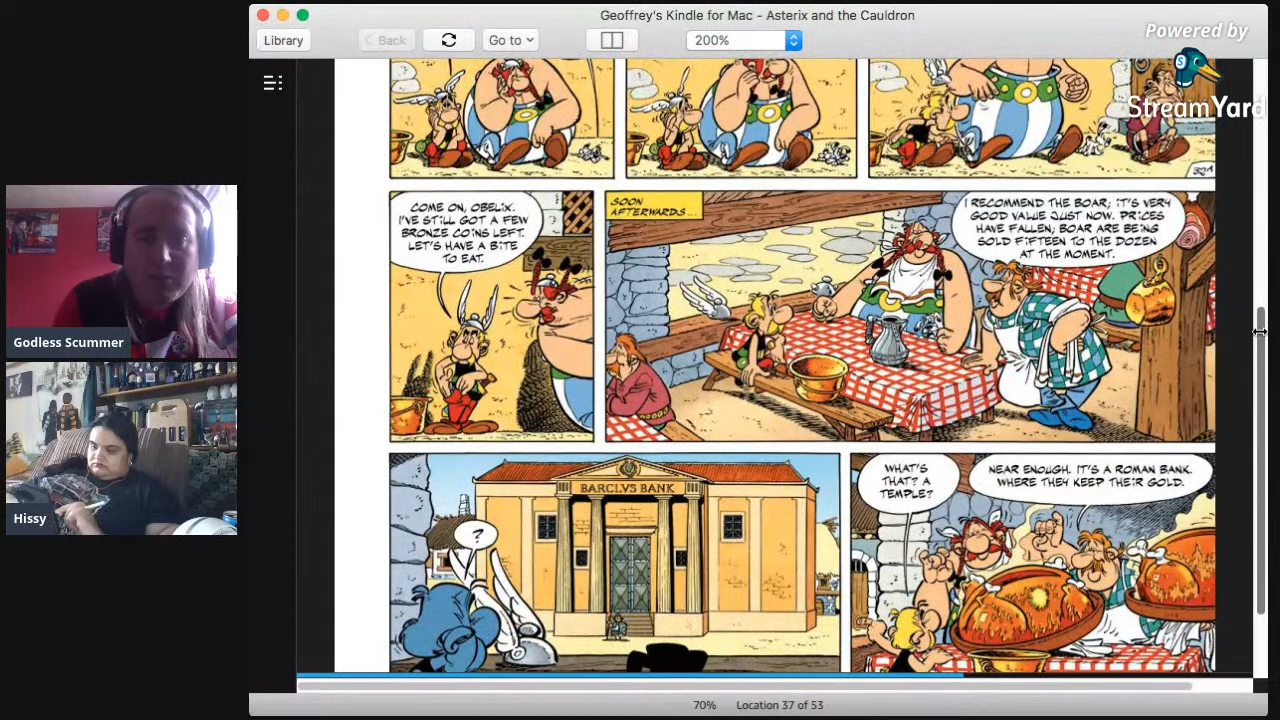 Geoffrey's Kindle for Mac - Asterix and the Cauldron
Library
Back
Go to
200%
Powered by
StreamYard
32A
COME ON, OBELIX.
I'VE STILL GOT A FEW
BRONZE COINS LEFT.
LET'S HAVE A BITE
TO EAT.
SOON
AFTERWARDS...
I RECOMMEND THE BOAR; IT'S VERY
GOOD VALUE JUST NOW. PRICES
HAVE FALLEN; BOAR ARE BEING
SOLD FIFTEEN TO THE DOZEN
AT THE MOMENT.
?
BARCLVS BANK
WHAT'S
THAT? A
TEMPLE?
NEAR ENOUGH. IT'S A ROMAN BANK.
WHERE THEY KEEP THEIR GOLD.
Godless Scummer
Hissy
70%
Location 37 of 53